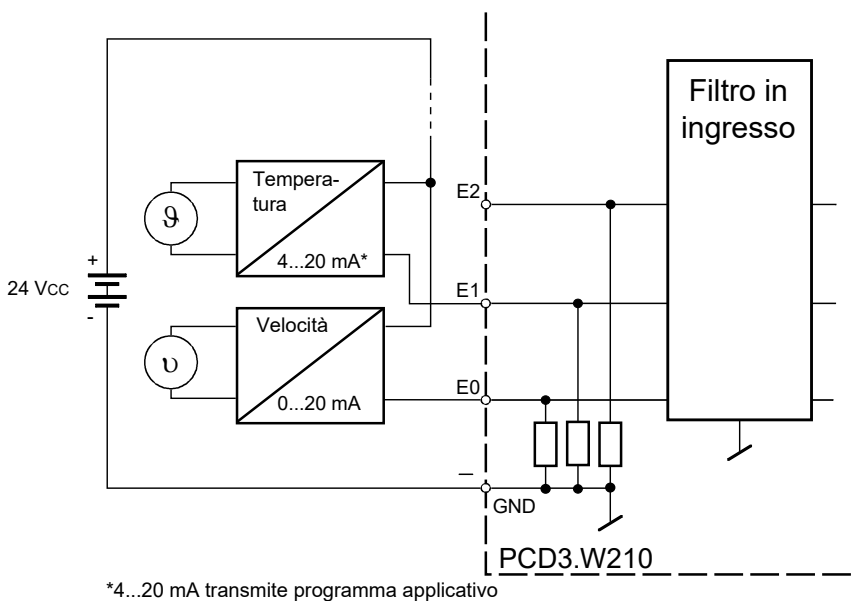 Filtro in
ingresso
Tempera-
tura
ϑ
4...20 mA*
E2
+
24 VCC
-
E1
Velocità
υ
0...20 mA
E0
–
GND
PCD3.W210
*4...20 mA transmite programma applicativo